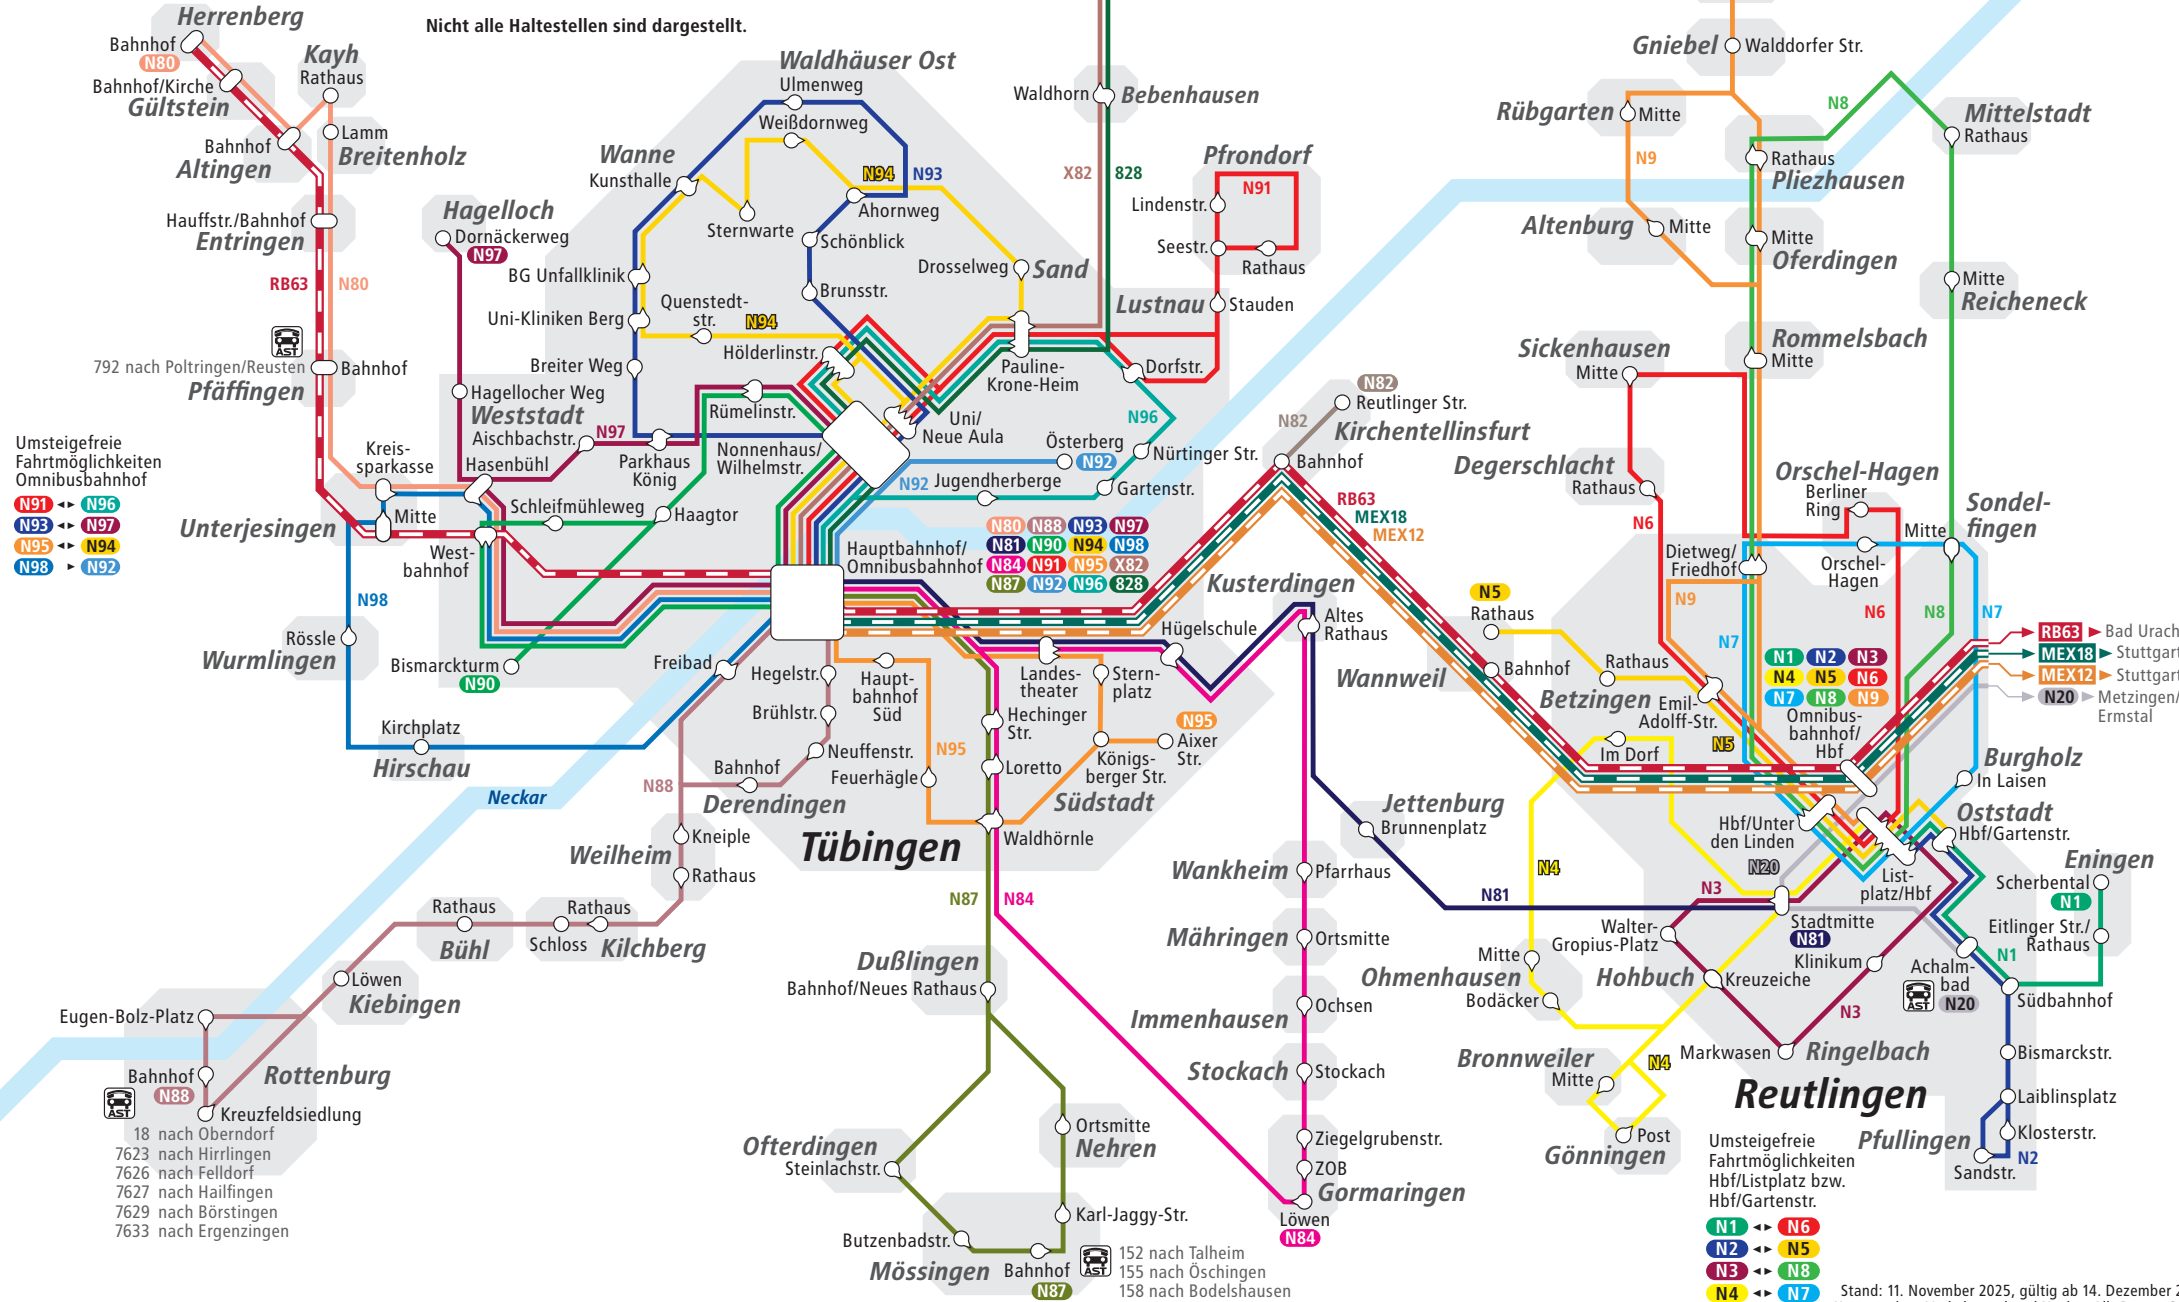 Nicht alle Haltestellen sind dargestellt.
Herrenberg
Bahnhof
N80
Bahnhof/Kirche
Gültstein
Kayh
Rathaus
Lamm
Breitenholz
Bahnhof
Altingen
Hauffstr./Bahnhof
Entringen
RB63
N80
AST
792 nach Poltringen/Reusten
Bahnhof
Pfäffingen
Hagelloch
Dornäckerweg
N97
Hagellocher Weg
Weststadt
Aischbachstr.
N97
Kreis-
sparkasse
Hasenbühl
Mitte
Unterjesingen
West-
bahnhof
Schleifmühleweg
Haagtor
Parkhaus
König
Rümelinstr.
Nonnenhaus/
Wilhelmstr.
Umsteigefreie
Fahrtmöglichkeiten
Omnibusbahnhof
N91 N96
N93 N97
N95 N94
N98 N92
N98
Rössle
Wurmlingen
Kirchplatz
Hirschau
Bismarckturm
N90
Neckar
Waldhäuser Ost
Ulmenweg
Weißdornweg
Wanne
Kunsthalle
Sternwarte
N94
N93
Ahornweg
Schönblick
Drosselweg
Sand
BG Unfallklinik
Quenstedt-
str.
N94
Brunsstr.
Uni-Kliniken Berg
Breiter Weg
Hölderlinstr.
Pauline-
Krone-Heim
Uni/
Neue Aula
Waldhorn
Bebenhausen
X82
828
Pfrondorf
N91
Lindenstr.
Seestr.
Rathaus
Lustnau
Stauden
Dorfstr.
N96
Nürtinger Str.
Österberg
N92
N92
Jugendherberge
Gartenstr.
Hauptbahnhof/
Omnibusbahnhof
N80 N88 N93 N97
N81 N90 N94 N98
N84 N91 N95 X82
N87 N92 N96 828
N82
N82
Reutlinger Str.
Kirchentellinsfurt
Bahnhof
RB63
MEX18
MEX12
Kusterdingen
Altes
Rathaus
Hügelschule
Landes-
theater
Stern-
platz
Freibad
Hegelstr.
Haupt-
bahnhof
Süd
Brühlstr.
Hechinger
Str.
N95
Aixer
Str.
Neuffenstr.
N95
Loretto
Königs-
berger Str.
Bahnhof
Feuerhägle
Derendingen
Südstadt
N88
Tübingen
Waldhörnle
Kneiple
Weilheim
Rathaus
Rathaus
Bühl
Rathaus
Schloss
Kilchberg
Löwen
Kiebingen
Eugen-Bolz-Platz
Bahnhof
N88
Rottenburg
AST
Kreuzfeldsiedlung
18 nach Oberndorf
7623 nach Hirrlingen
7626 nach Felldorf
7627 nach Hailfingen
7629 nach Börstingen
7633 nach Ergenzingen
N87
N84
Dußlingen
Bahnhof/Neues Rathaus
Ofterdingen
Steinlachstr.
Ortsmitte
Nehren
Karl-Jaggy-Str.
Butzenbadstr.
Mössingen
Bahnhof
N87
AST
152 nach Talheim
155 nach Öschingen
158 nach Bodelshausen
Jettenburg
Brunnenplatz
Wankheim
Pfarrhaus
Mähringen
Ortsmitte
Ochsen
Immenhausen
Stockach
Stockach
Ziegelgrubenstr.
ZOB
Gormaringen
Löwen
N84
N81
Gniebel
Walddorfer Str.
Rübgarten
Mitte
N9
N8
Mittelstadt
Rathaus
Rathaus
Pliezhausen
Altenburg
Mitte
Mitte
Oferdingen
Mitte
Reicheneck
Rommelsbach
Mitte
Sickenhausen
Mitte
Degerschlacht
Rathaus
N6
Orschel-Hagen
Berliner
Ring
Sondel-
fingen
Mitte
Orschel-
Hagen
Dietweg/
Friedhof
N9
N7
N6
N8
N7
N5
Rathaus
Bahnhof
Wannweil
Rathaus
Betzingen
Emil-
Adolff-Str.
N5
Im Dorf
N1 N2 N3
N4 N5 N6
N7 N8 N9
Omnibus-
bahnhof/
Hbf
RB63 Bad Urach
MEX18 Stuttgart
MEX12 Stuttgart
N20 Metzingen/
Ermstal
Burgholz
In Laisen
Oststadt
Hbf/Gartenstr.
Hbf/Unter
den Linden
N20
List-
platz/Hbf
N4
N3
Stadtmitte
N81
Walter-
Gropius-Platz
Klinikum
Hohbuch
Kreuzeiche
N3
Markwasen
Ringelbach
Reutlingen
Eningen
Scherbental
N1
Eitlinger Str./
Rathaus
N1
Achalm-
bad
AST
N20
Südbahnhof
Bismarckstr.
Laiblinsplatz
Klosterstr.
Pfullingen
Sandstr.
N2
Mitte
Ohmenhausen
Bodäcker
Bronnweiler
Mitte
N4
Post
Gönningen
Umsteigefreie
Fahrtmöglichkeiten
Hbf/Listplatz bzw.
Hbf/Gartenstr.
N1 N6
N2 N5
N3 N8
N4 N7
Stand: 11. November 2025, gültig ab 14. Dezember